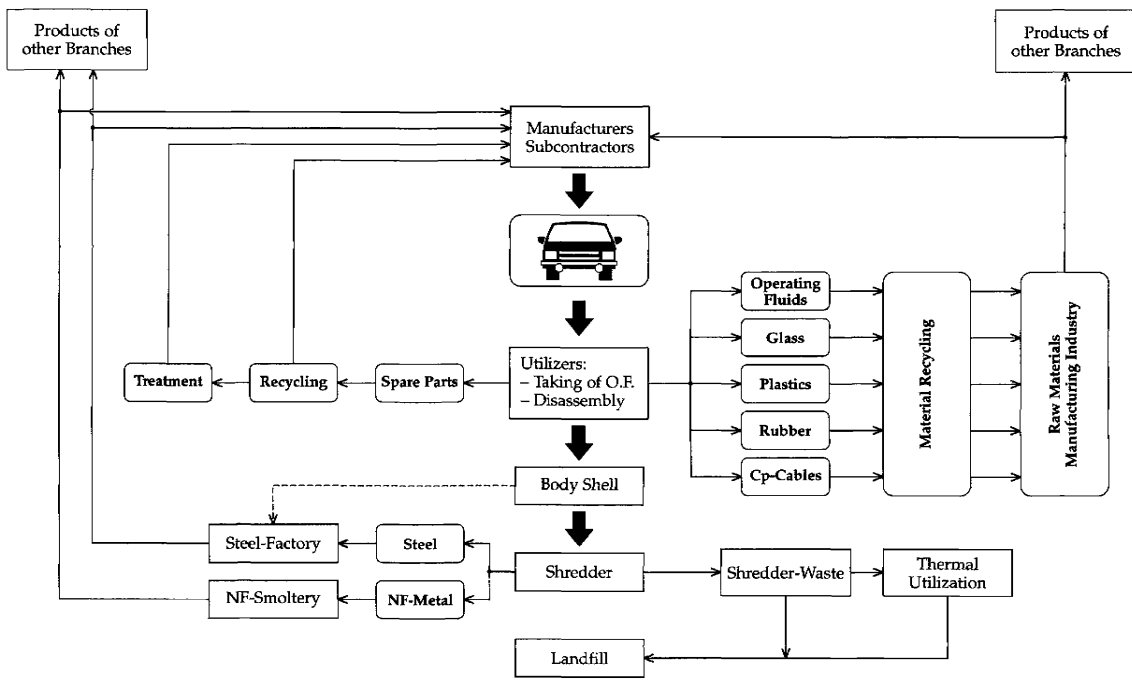 Products of
other Branches
Products of
other Branches
Manufacturers
Subcontractors
Operating
Fluids
Glass
Plastics
Rubber
Cp-Cables
Material Recycling
Raw Materials
Manufacturing Industry
Treatment
Recycling
Spare Parts
Utilizers:
– Taking of O.F.
– Disassembly
Body Shell
Steel-Factory
Steel
Shredder
Shredder-Waste
Thermal
Utilization
NF-Smoltery
NF-Metal
Landfill